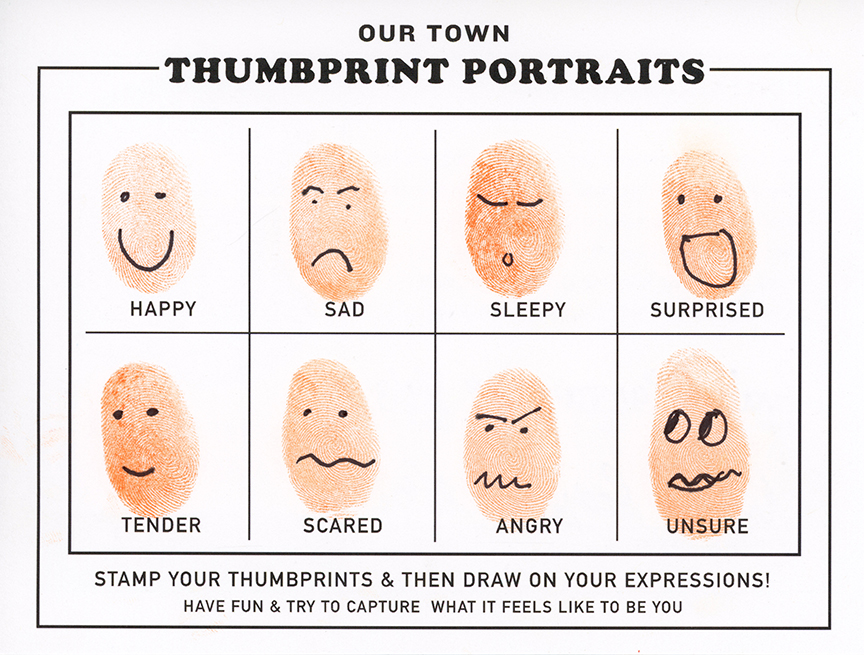 OUR TOWN
THUMBPRINT PORTRAITS
HAPPY
SAD
SLEEPY
SURPRISED
TENDER
SCARED
ANGRY
UNSURE
STAMP YOUR THUMBPRINTS & THEN DRAW ON YOUR EXPRESSIONS!
HAVE FUN & TRY TO CAPTURE WHAT IT FEELS LIKE TO BE YOU